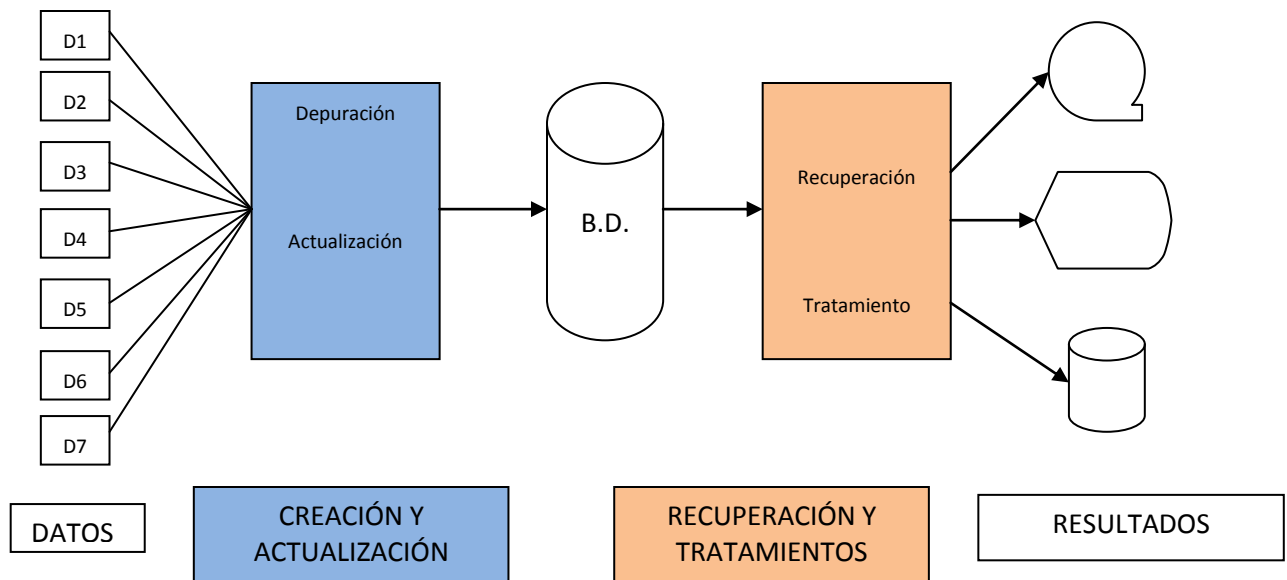 D1
D2
D3
D4
D5
D6
D7
Depuración
Actualización
B.D.
Recuperación
Tratamiento
DATOS
CREACIÓN Y
ACTUALIZACIÓN
RECUPERACIÓN Y
TRATAMIENTOS
RESULTADOS